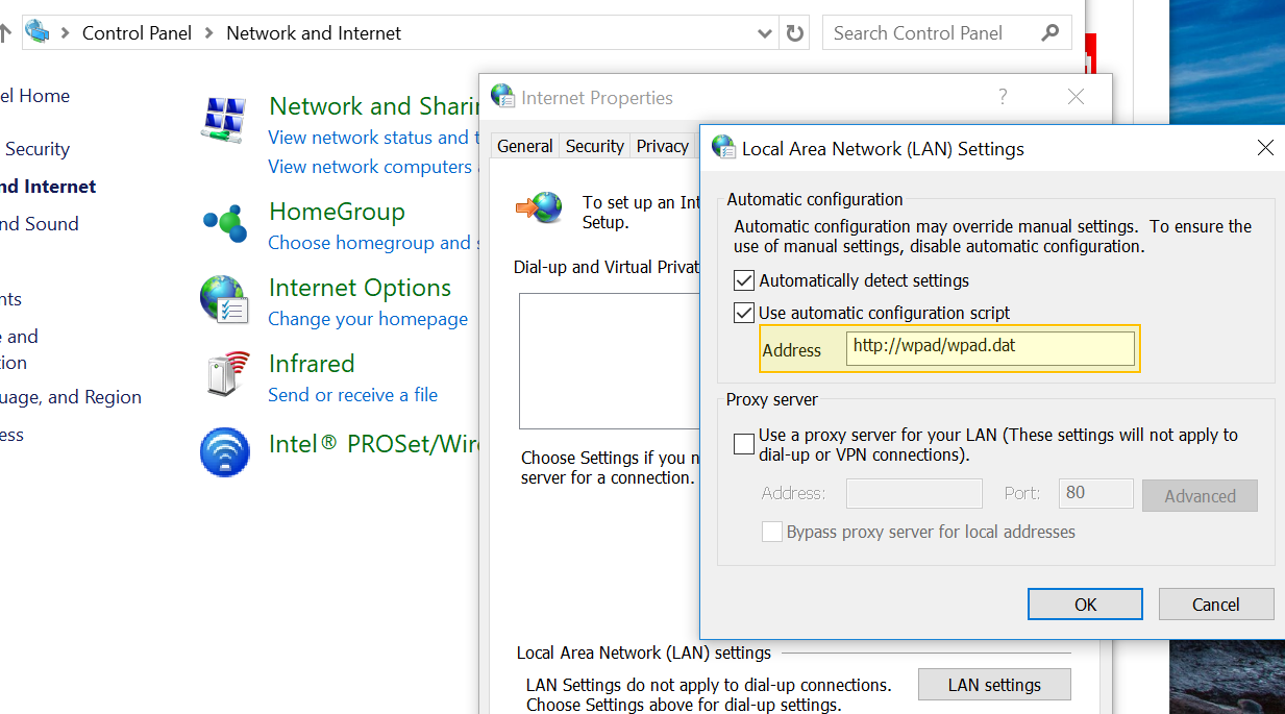 Control Panel > Network and Internet
Search Control Panel
el Home
Security
nd Internet
nd Sound
nts
e and
ion
uage, and Region
ess
Network and Sharin
View network status and t
View network computers
HomeGroup
Choose homegroup and s
Internet Options
Change your homepage
Infrared
Send or receive a file
Intel® PROSet/Wire
Internet Properties
?
General
Security
Privacy
To set up an Int
Setup.
Dial-up and Virtual Privat
Choose Settings if you n
server for a connection.
Local Area Network (LAN) settings
LAN Settings do not apply to dial-up connections.
Choose Settings above for dial-up settings.
LAN settings
Local Area Network (LAN) Settings
Automatic configuration
Automatic configuration may override manual settings. To ensure the
use of manual settings, disable automatic configuration.
Automatically detect settings
Use automatic configuration script
Address http://wpad/wpad.dat
Proxy server
Use a proxy server for your LAN (These settings will not apply to
dial-up or VPN connections).
Address: Port: 80 Advanced
Bypass proxy server for local addresses
OK Cancel